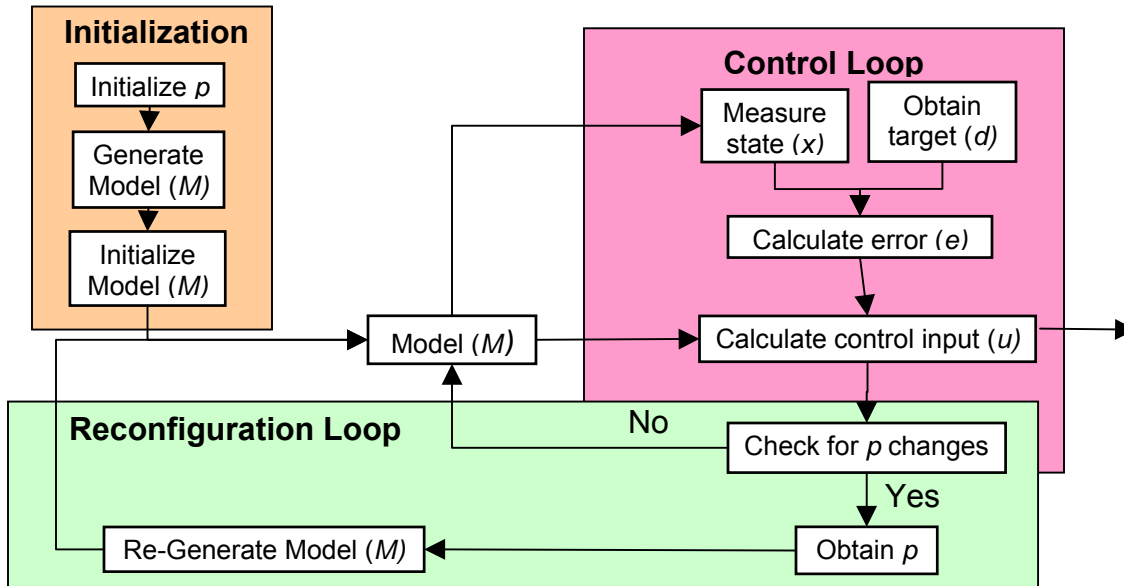 Initialization
Initialize p
Generate
Model (M)
Initialize
Model (M)
Control Loop
Measure
state (x)
Obtain
target (d)
Calculate error (e)
Model (M)
Calculate control input (u)
Reconfiguration Loop
No
Check for p changes
Yes
Re-Generate Model (M)
Obtain p